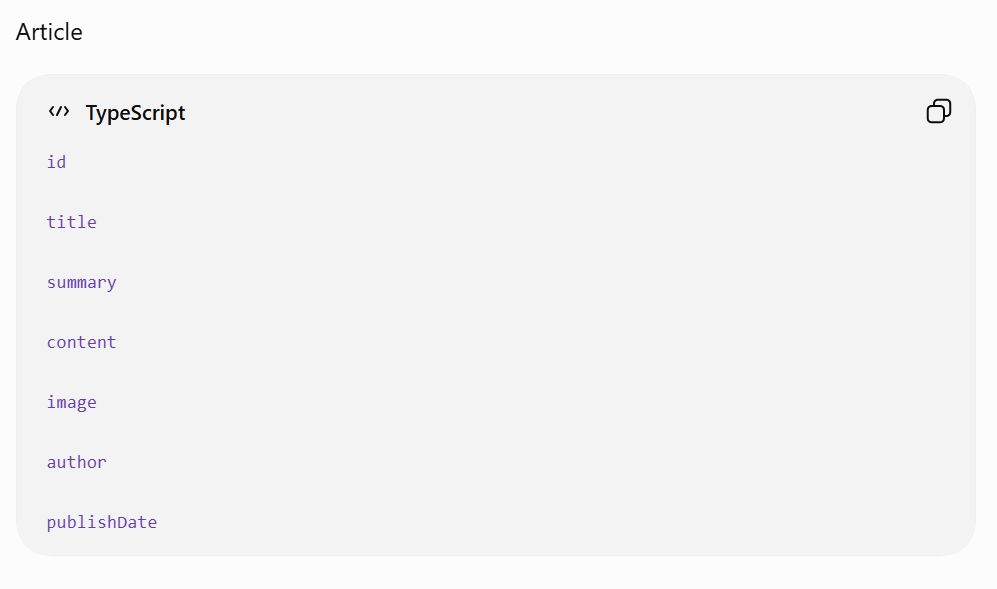 Article
</> TypeScript
id
title
summary
content
image
author
publishDate